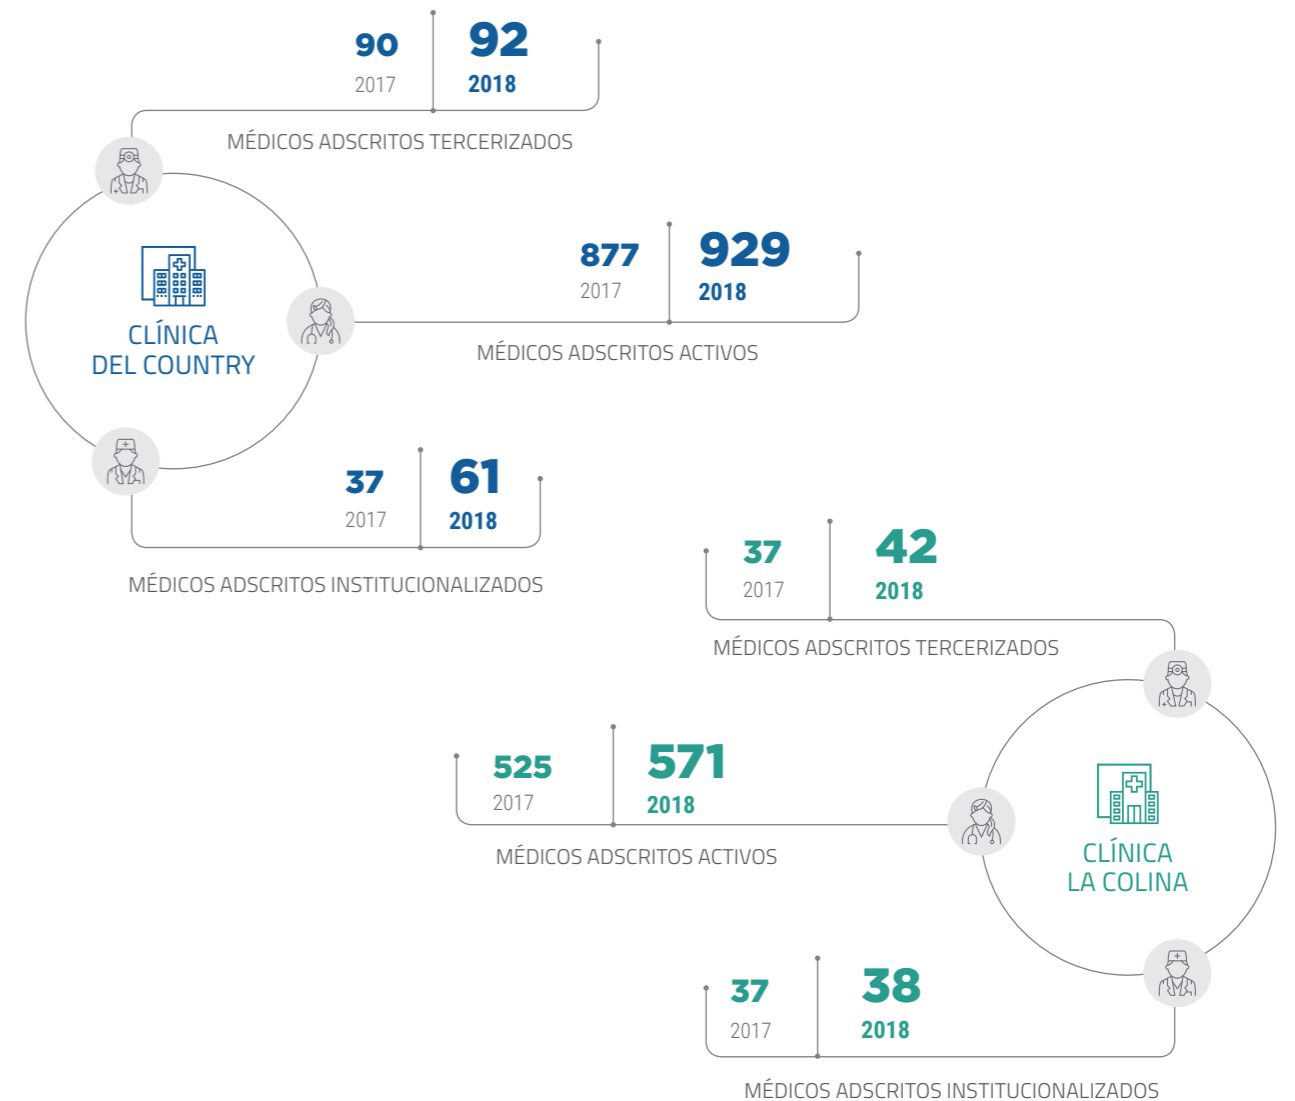 90
92
2017
2018
MÉDICOS ADSCRITOS TERCERIZADOS
877
929
2017
2018
MÉDICOS ADSCRITOS ACTIVOS
CLÍNICA
DEL COUNTRY
37
61
2017
2018
MÉDICOS ADSCRITOS INSTITUCIONALIZADOS
37
42
2017
2018
MÉDICOS ADSCRITOS TERCERIZADOS
525
571
2017
2018
MÉDICOS ADSCRITOS ACTIVOS
CLÍNICA
LA COLINA
37
38
2017
2018
MÉDICOS ADSCRITOS INSTITUCIONALIZADOS